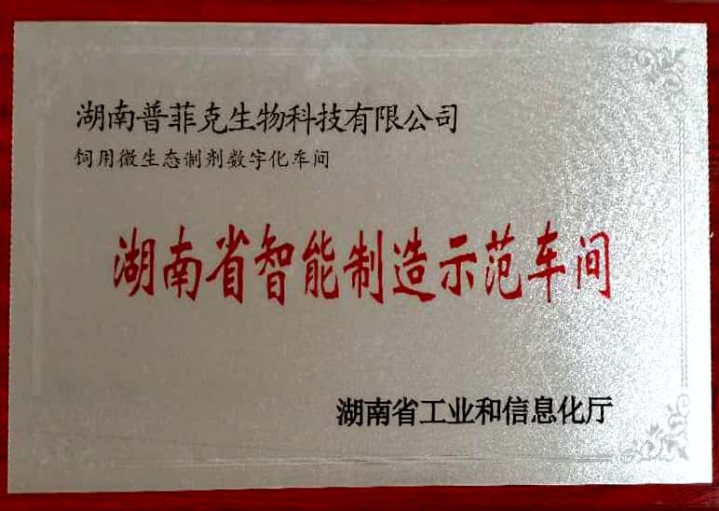 湖南普菲克生物科技有限公司
饲用微生态制剂数字化车间
湖南省智能制造示范车间
湖南省工业和信息化厅